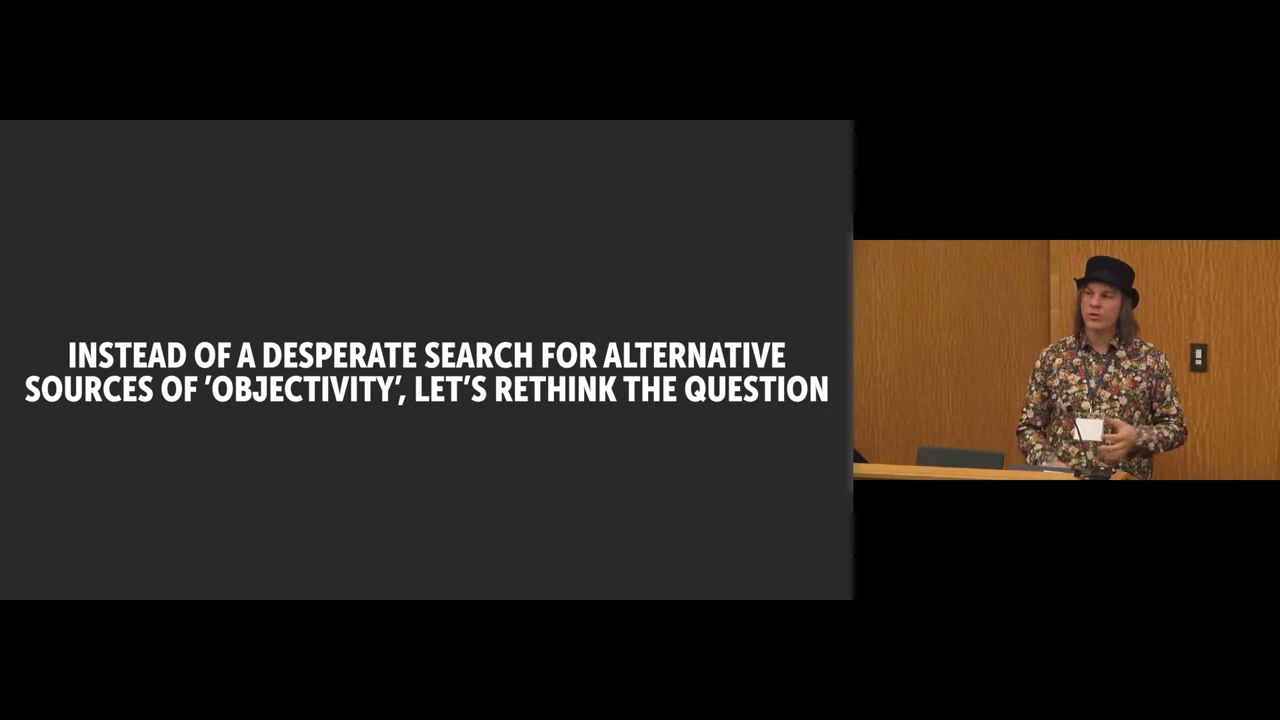 INSTEAD OF A DESPERATE SEARCH FOR ALTERNATIVE
SOURCES OF ’OBJECTIVITY’, LET’S RETHINK THE QUESTION